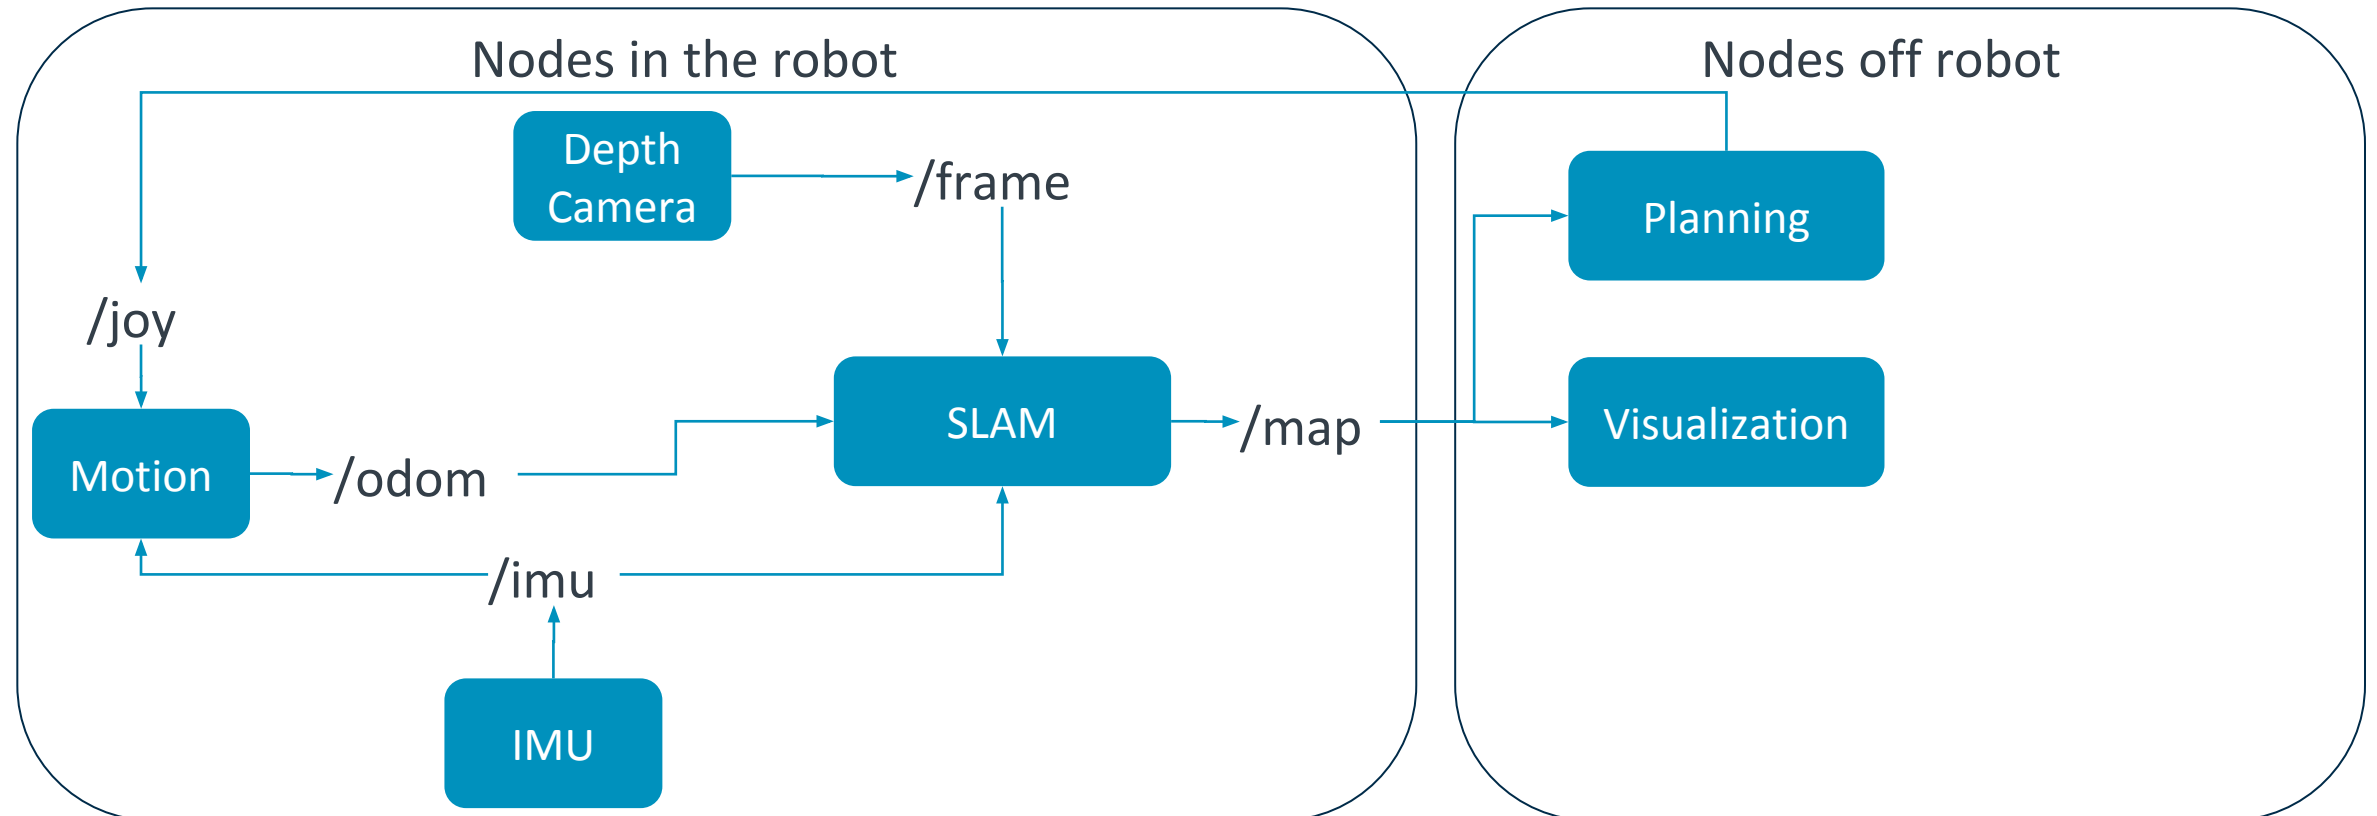 Nodes in the robot
Nodes off robot
Depth
Camera
/frame
Planning
/joy
SLAM
/map
Visualization
Motion
/odom
/imu
IMU